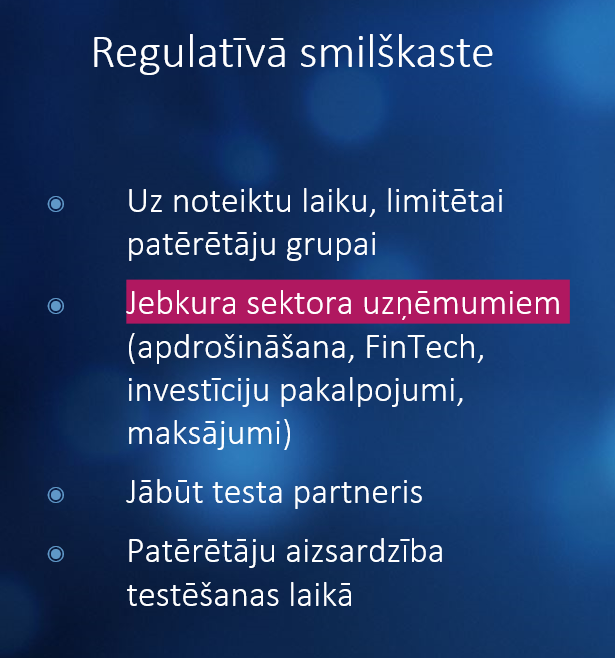 Regulatīvā smilškaste
Uz noteiktu laiku, limitētai
patērētāju grupai
Jebkura sektora uzņēmumiem
(apdrošināšana, FinTech,
investīciju pakalpojumi,
maksājumi)
Jābūt testa partneris
Patērētāju aizsardzība
testēšanas laikā